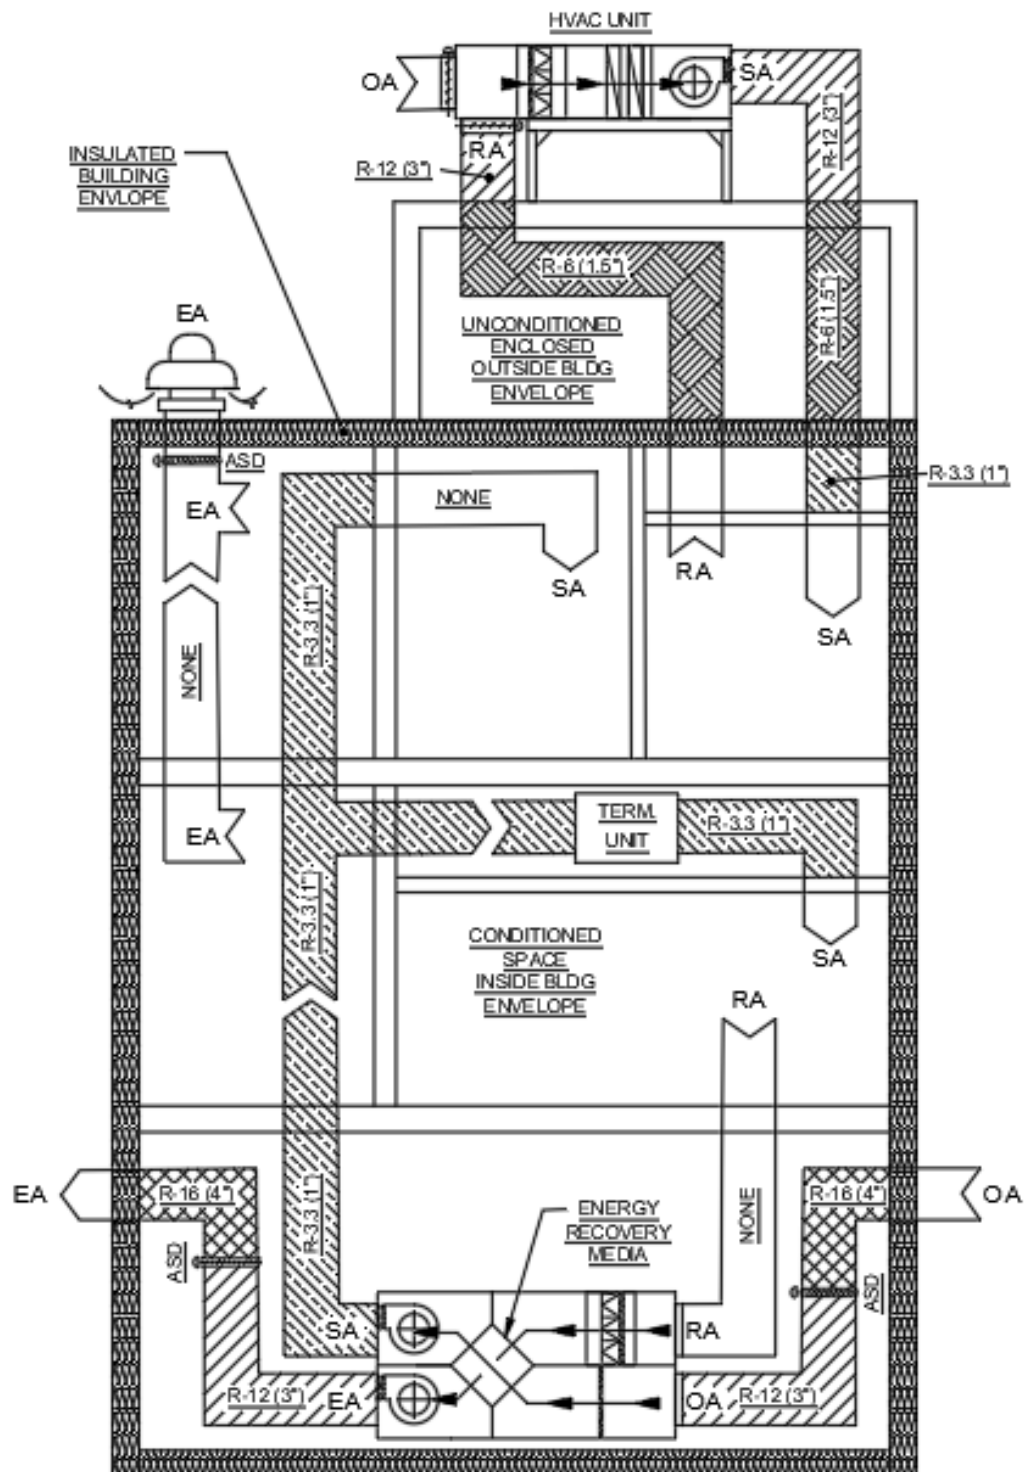 HVAC UNIT
OA
SA
RA
R-12 (3")
R-12 (3")
INSULATED
BUILDING
ENVLOPE
R-6 (1.5")
R-6 (1.5")
EA
UNCONDITIONED
ENCLOSED
OUTSIDE BLDG
ENVELOPE
ASD
EA
NONE
R-3.3 (1")
SA
RA
SA
R-3.3 (1")
NONE
EA
TERM.
UNIT
R-3.3 (1")
R-3.3 (1")
CONDITIONED
SPACE
INSIDE BLDG
ENVELOPE
SA
RA
EA
R-16 (4")
R-16 (4")
OA
R-3.3 (1")
ENERGY
RECOVERY
MEDIA
NONE
ASD
ASD
SA
RA
EA
OA
R-12 (3")
R-12 (3")